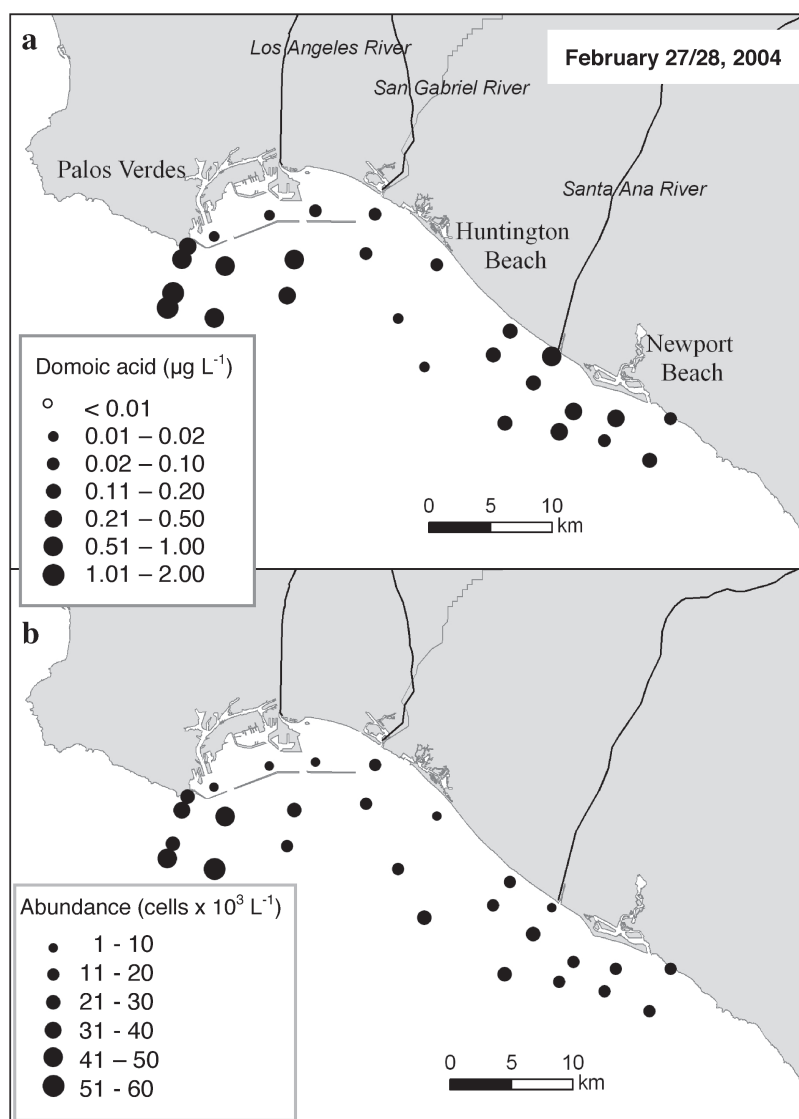 a
February 27/28, 2004
Los Angeles River
San Gabriel River
Palos Verdes
Santa Ana River
Huntington
Beach
Newport
Beach
Domoic acid (µg L⁻¹)
< 0.01
0.01 – 0.02
0.02 – 0.10
0.11 – 0.20
0.21 – 0.50
0.51 – 1.00
1.01 – 2.00
0 5 10
km
b
Abundance (cells x 10³ L⁻¹)
1 - 10
11 - 20
21 - 30
31 - 40
41 – 50
51 - 60
0 5 10
km